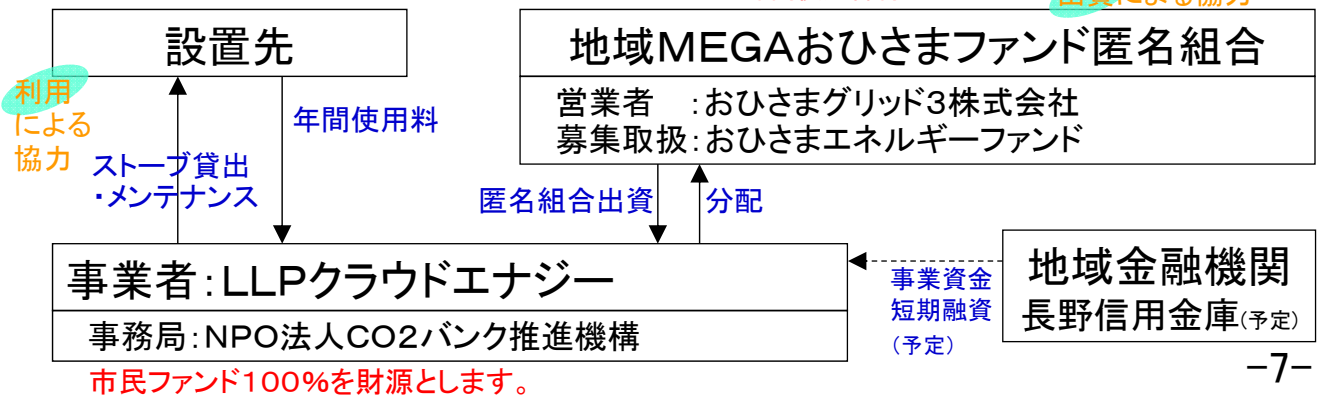 設置先
地域MEGAおひさまファンド匿名組合
営業者　:おひさまグリッド3株式会社
募集取扱:おひさまエネルギーファンド
利用
による
協力
年間使用料
ストーブ貸出
・メンテナンス
匿名組合出資
分配
事業者:LLPクラウドエナジー
事務局:NPO法人CO2バンク推進機構
事業資金
短期融資
(予定)
地域金融機関
長野信用金庫(予定)
市民ファンド100%を財源とします。
-7-